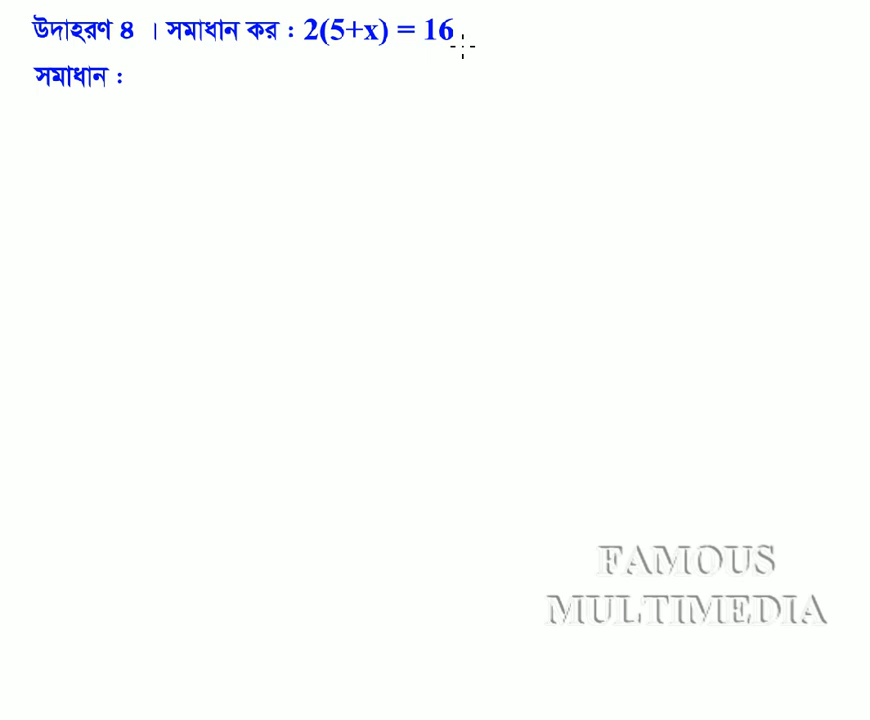 উদাহরণ ৪ । সমাধান কর : 2(5+x) = 16
সমাধান :
FAMOUS
MULTIMEDIA